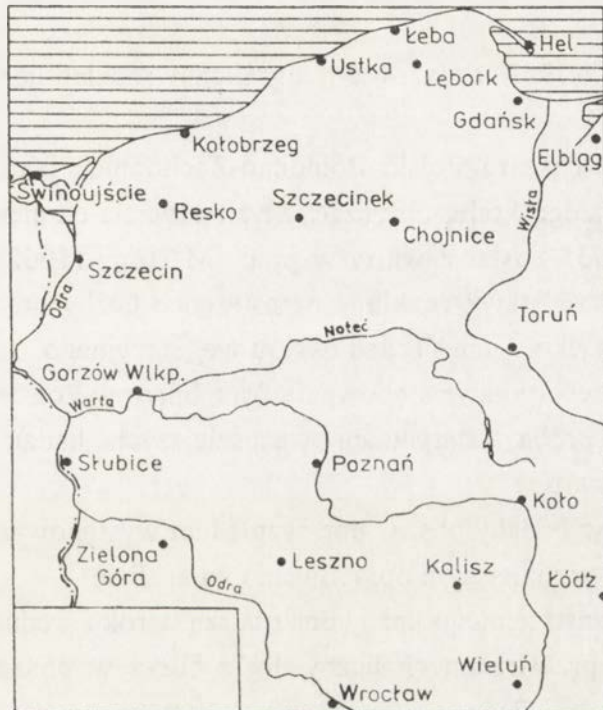 Łeba
Hel
Ustka
Lębork
Gdańsk
Kołobrzeg
Elbląg
Świnoujście
Resko
Szczecinek
Chojnice
Wisła
Szczecin
Odra
Noteć
Toruń
Gorzów Wlkp.
Warta
Słubice
Poznań
Koło
Zielona
Góra
Odra
Leszno
Kalisz
Łódź
Wieluń
Wrocław